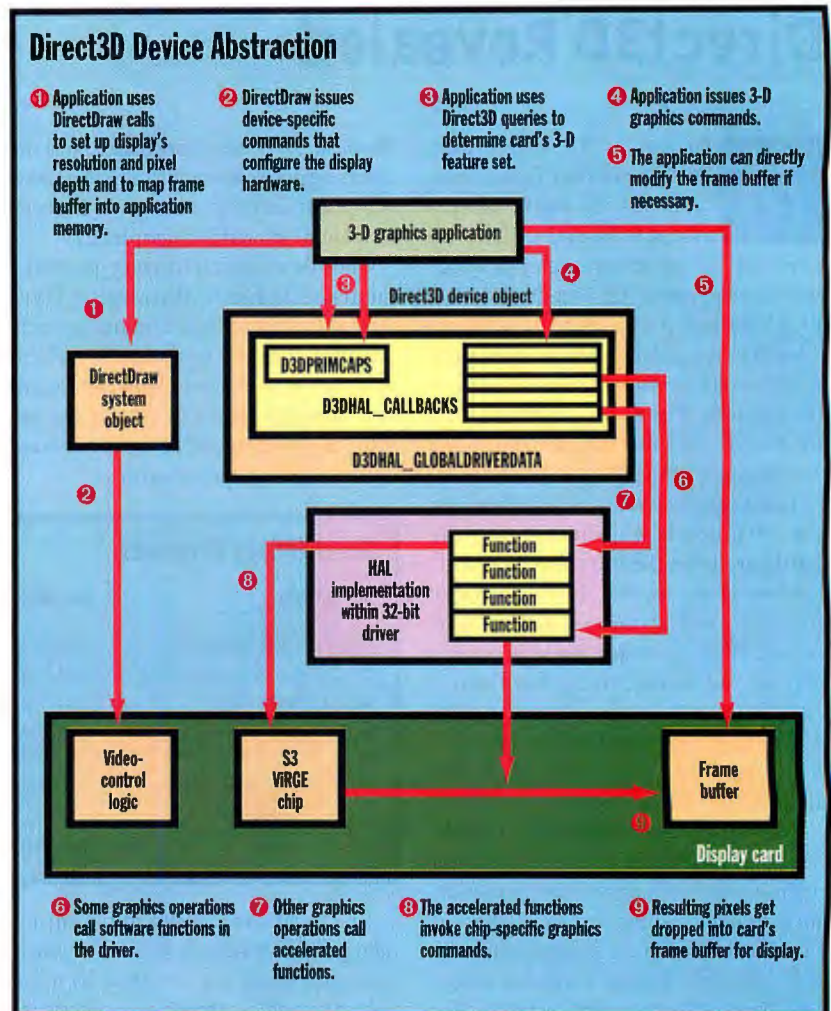 Direct3D Device Abstraction
1 Application uses
DirectDraw calls
to set up display's
resolution and pixel
depth and to map frame
buffer into application
memory.
2 DirectDraw issues
device-specific
commands that
configure the display
hardware.
3 Application uses
Direct3D queries to
determine card's 3-D
feature set.
4 Application issues 3-D
graphics commands.
5 The application can directly
modify the frame buffer if
necessary.
3-D graphics application
1
3
4
5
Direct3D device object
DirectDraw
system
object
D3DPRIMCAPS
D3DHAL_CALLBACKS
D3DHAL_GLOBALDRIVERDATA
2
7
6
8
HAL
implementation
within 32-bit
driver
Function
Function
Function
Function
Video-
control
logic
S3
ViRGE
chip
Frame
buffer
9
Display card
6 Some graphics operations
call software functions in
the driver.
7 Other graphics
operations call
accelerated
functions.
8 The accelerated functions
invoke chip-specific graphics
commands.
9 Resulting pixels get
dropped into card's
frame buffer for display.